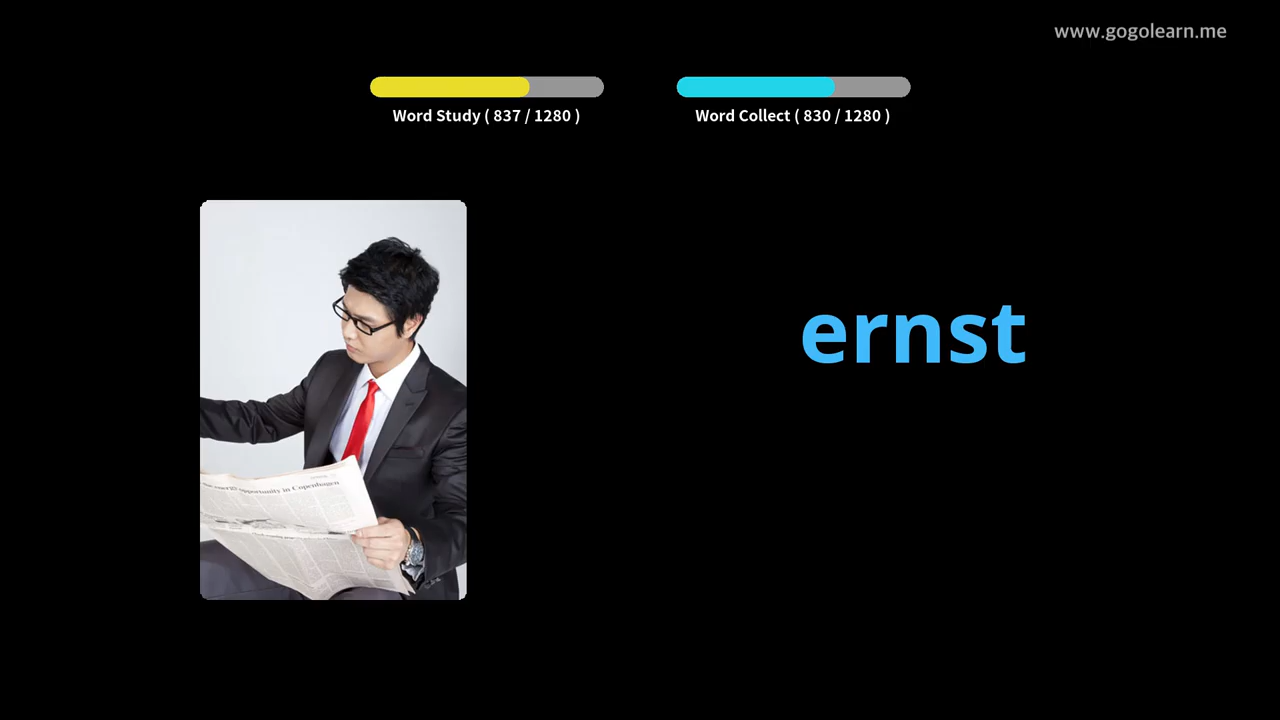 www.gogolearn.me
Word Study ( 837 / 1280 )
Word Collect ( 830 / 1280 )
ernst
opportunity in Copenhagen